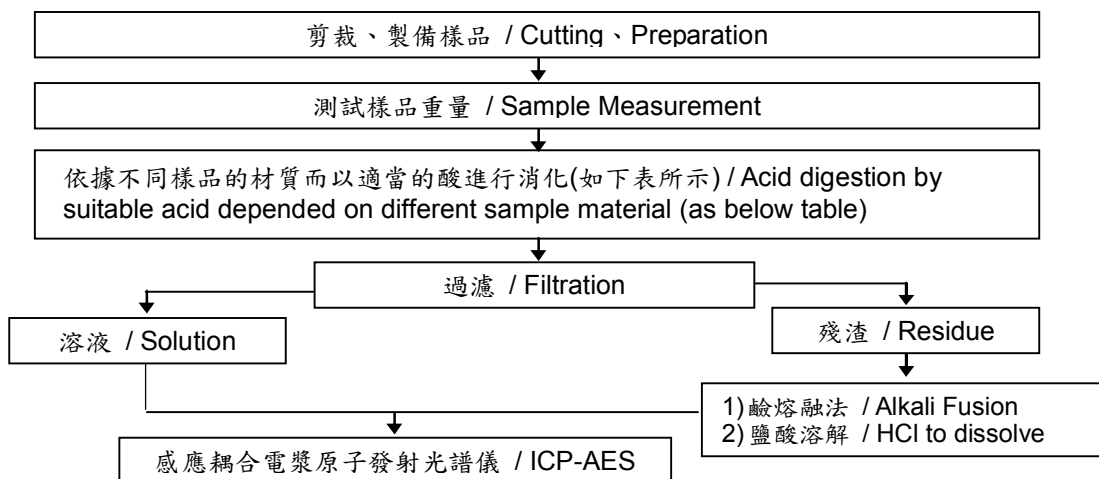 剪裁、製備樣品 / Cutting、Preparation
測試樣品重量 / Sample Measurement
依據不同樣品的材質而以適當的酸進行消化(如下表所示) / Acid digestion by
suitable acid depended on different sample material (as below table)
過濾 / Filtration
溶液 / Solution
殘渣 / Residue
1)鹼熔融法 / Alkali Fusion
2)鹽酸溶解 / HCl to dissolve
感應耦合電漿原子發射光譜儀 / ICP-AES